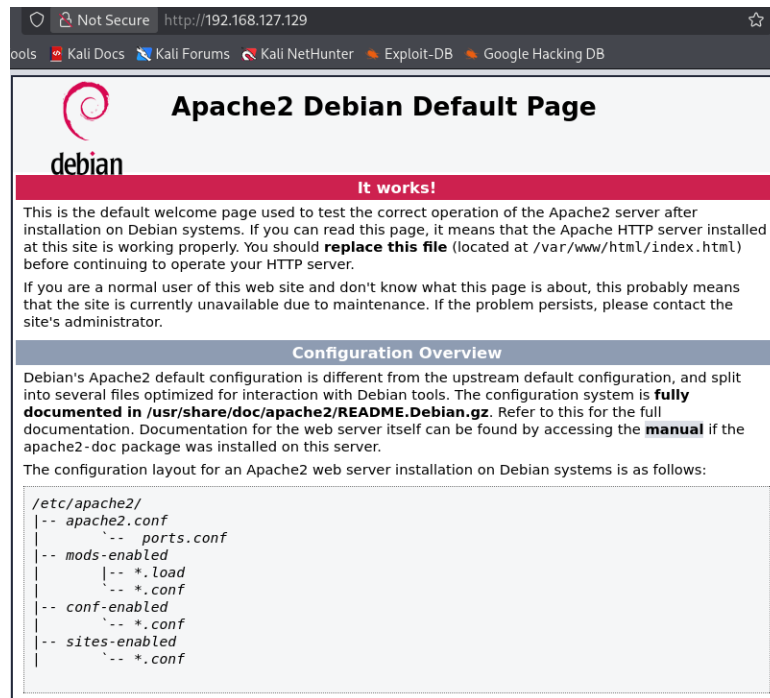 Not Secure http://192.168.127.129
ools Kali Docs Kali Forums Kali NetHunter Exploit-DB Google Hacking DB
debian
Apache2 Debian Default Page
It works!
This is the default welcome page used to test the correct operation of the Apache2 server after
installation on Debian systems. If you can read this page, it means that the Apache HTTP server installed
at this site is working properly. You should replace this file (located at /var/www/html/index.html)
before continuing to operate your HTTP server.
If you are a normal user of this web site and don't know what this page is about, this probably means
that the site is currently unavailable due to maintenance. If the problem persists, please contact the
site's administrator.
Configuration Overview
Debian's Apache2 default configuration is different from the upstream default configuration, and split
into several files optimized for interaction with Debian tools. The configuration system is fully
documented in /usr/share/doc/apache2/README.Debian.gz. Refer to this for the full
documentation. Documentation for the web server itself can be found by accessing the manual if the
apache2-doc package was installed on this server.
The configuration layout for an Apache2 web server installation on Debian systems is as follows:
/etc/apache2/
|-- apache2.conf
|       `--  ports.conf
|-- mods-enabled
|       |-- *.load
|       `-- *.conf
|-- conf-enabled
|       `-- *.conf
|-- sites-enabled
|       `-- *.conf